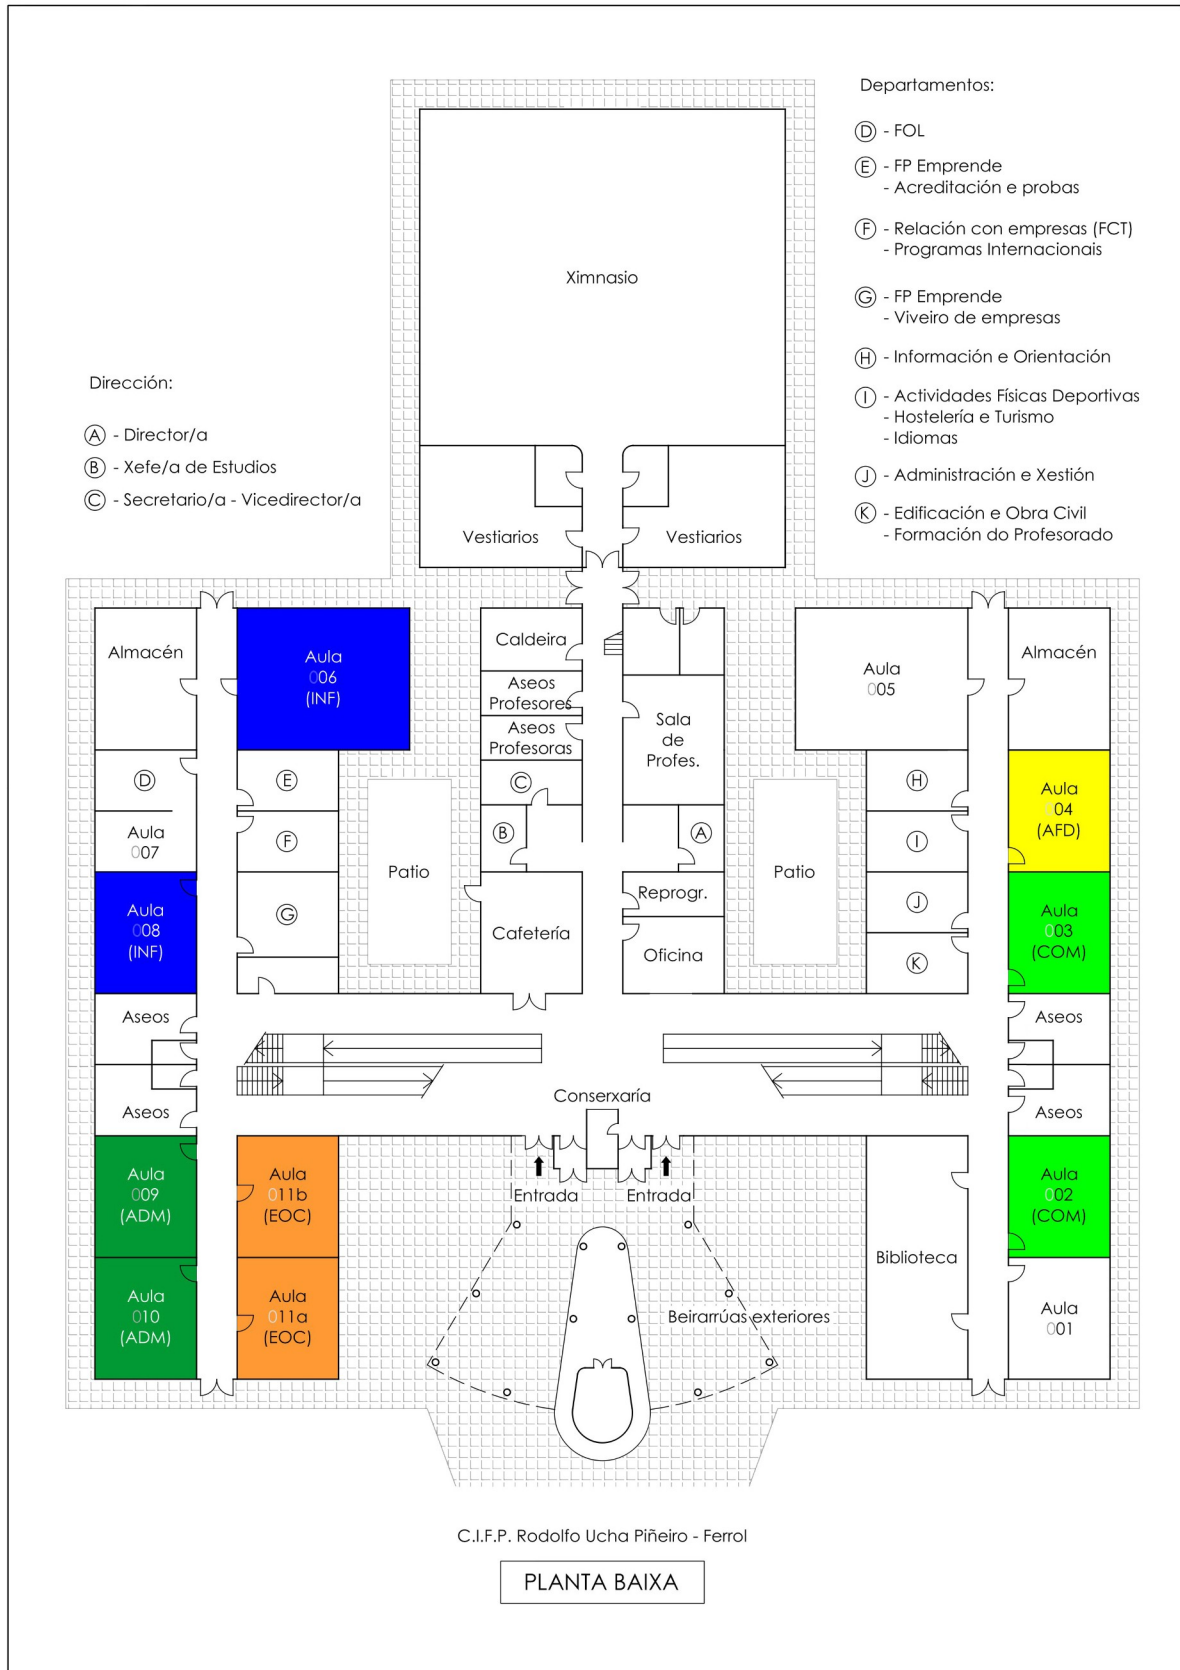 Departamentos:
D - FOL
E - FP Emprende
- Acreditación e probas
F - Relación con empresas (FCT)
- Programas Internacionais
G - FP Emprende
- Viveiro de empresas
H - Información e Orientación
I - Actividades Físicas Deportivas
- Hostelería e Turismo
- Idiomas
J - Administración e Xestión
K - Edificación e Obra Civil
- Formación do Profesorado
Dirección:
A - Director/a
B - Xefe/a de Estudios
C - Secretario/a - Vicedirector/a
Ximnasio
Vestiarios
Vestiarios
Almacén
Aula
006
(INF)
Caldeira
Aseos
Profesores
Aseos
Profesoras
Sala
de
Profes.
Aula
005
Almacén
D
E
C
H
Aula
04
(AFD)
Aula
007
F
B
A
I
Patio
Patio
Aula
008
(INF)
G
Cafetería
Reprogr.
Oficina
J
K
Aula
003
(COM)
Aseos
Aseos
Aseos
Aseos
Conserxaría
Entrada
Entrada
Aula
009
(ADM)
Aula
011b
(EOC)
Aula
002
(COM)
Biblioteca
Aula
010
(ADM)
Aula
011a
(EOC)
Beirarrúas exteriores
Aula
001
C.I.F.P. Rodolfo Ucha Piñeiro - Ferrol
PLANTA BAIXA